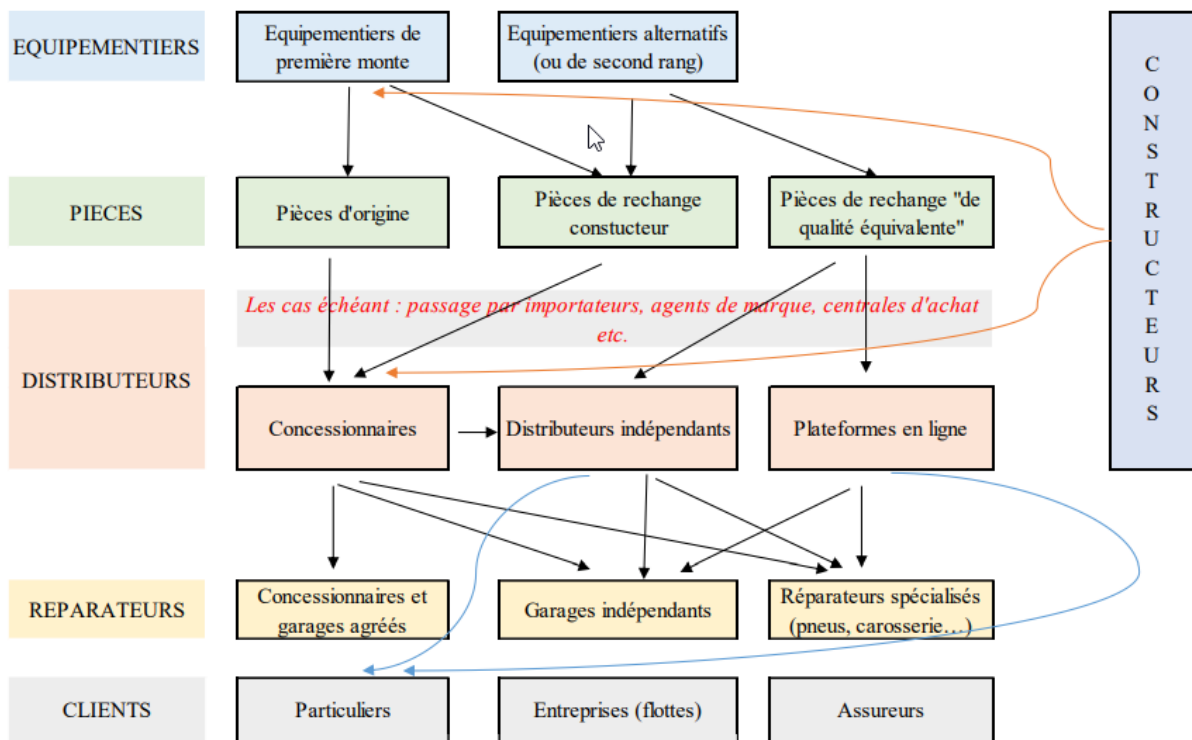 EQUIPEMENTIERS
Equipementiers de
première monte
Equipementiers alternatifs
(ou de second rang)
CONSTRUCTEURS
PIECES
Pièces d'origine
Pièces de rechange
constucteur
Pièces de rechange "de
qualité équivalente"
Les cas échéant : passage par importateurs, agents de marque, centrales d'achat
etc.
DISTRIBUTEURS
Concessionnaires
Distributeurs indépendants
Plateformes en ligne
REPARATEURS
Concessionnaires et
garages agréés
Garages indépendants
Réparateurs spécialisés
(pneus, carosserie…)
CLIENTS
Particuliers
Entreprises (flottes)
Assureurs